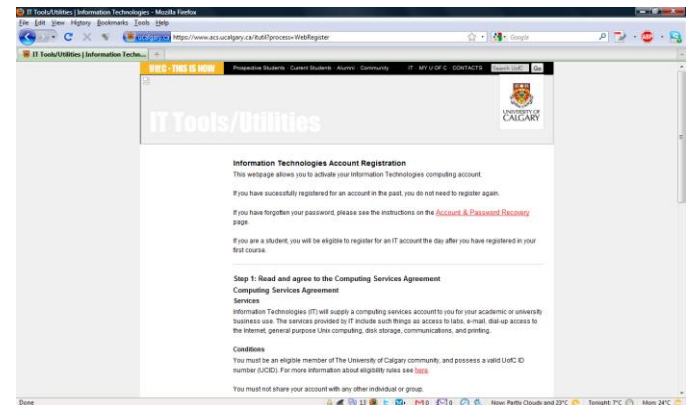 IT Tools/Utilities | Information Technologies - Mozilla Firefox
File Edit View History Bookmarks Tools Help
ucalgary.ca https://www.acs.ucalgary.ca/itutil?process=WebRegister
Google
IT Tools/Utilities | Information Techn...
U OF C - THIS IS NOW Prospective Students Current Students Alumni Community IT MY U OF C CONTACTS Search UofC Go
IT Tools/Utilities
UNIVERSITY OF
CALGARY
Information Technologies Account Registration
This webpage allows you to activate your Information Technologies computing account.
If you have sucessfully registered for an account in the past, you do not need to register again.
If you have forgotten your password, please see the instructions on the Account & Password Recovery
page.
If you are a student, you will be eligible to register for an IT account the day after you have registered in your
first course.
Step 1: Read and agree to the Computing Services Agreement
Computing Services Agreement
Services
Information Technologies (IT) will supply a computing services account to you for your academic or university
business use. The services provided by IT include such things as access to labs, e-mail, dial-up access to
the Internet, general purpose Unix computing, disk storage, communications, and printing.
Conditions
You must be an eligible member of The University of Calgary community, and possess a valid UofC ID
number (UCID). For more information about eligibility rules see here.
You must not share your account with any other individual or group.
Done 13 0 0 Now: Partly Cloudy and 23°C Tonight: 7°C Mon: 24°C